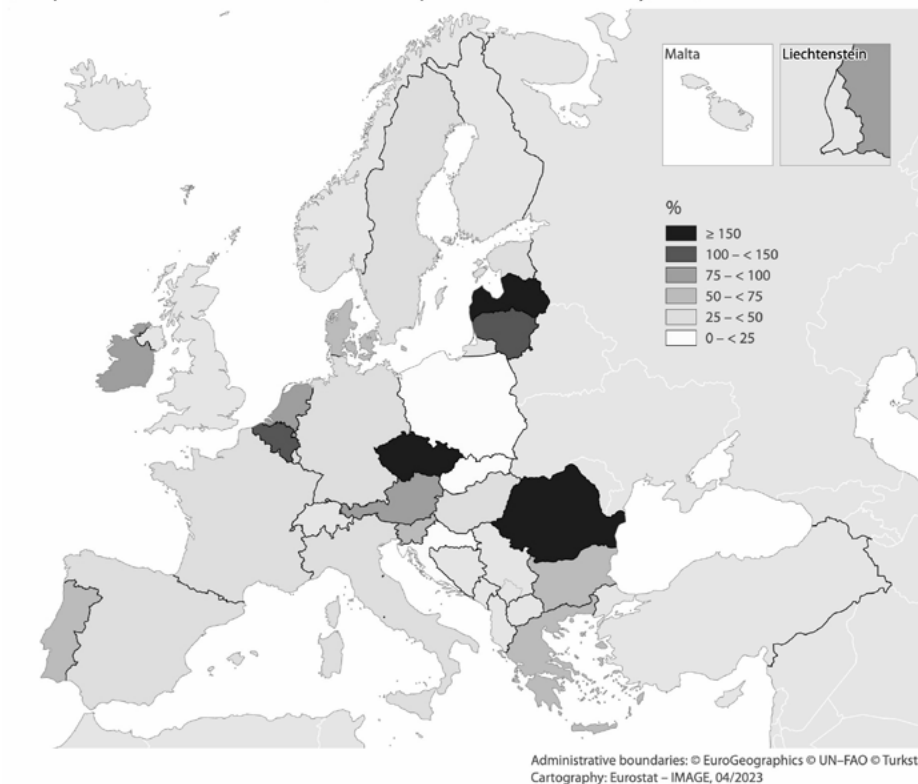 Malta
Liechtenstein
%
≥ 150
100 – < 150
75 – < 100
50 – < 75
25 – < 50
0 – < 25
Administrative boundaries: © EuroGeographics © UN–FAO © Turkst
Cartography: Eurostat – IMAGE, 04/2023